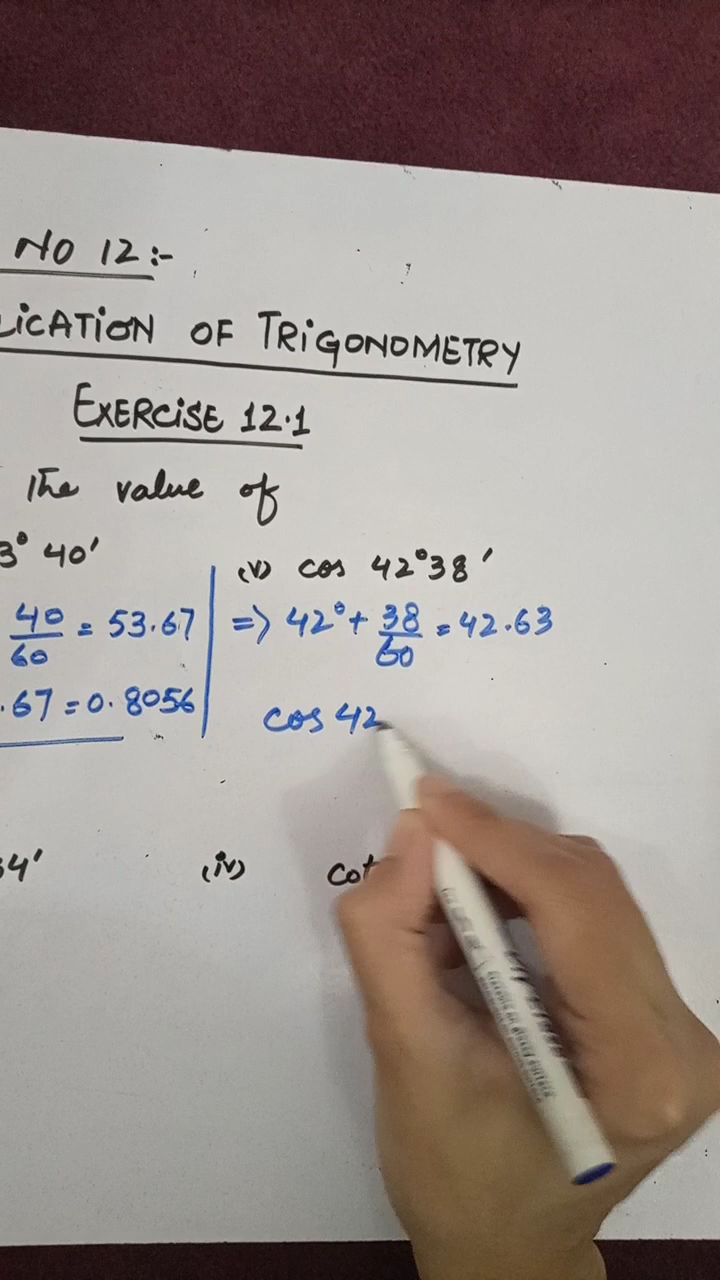 NO 12:-
LICATION OF TRIGONOMETRY
EXERCISE 12.1
The value of
3° 40'
(v) cos 42°38'
40/60 = 53.67
=> 42° + 38/60 = 42.63
.67 = 0.8056
cos 42
34'
(iv) cot